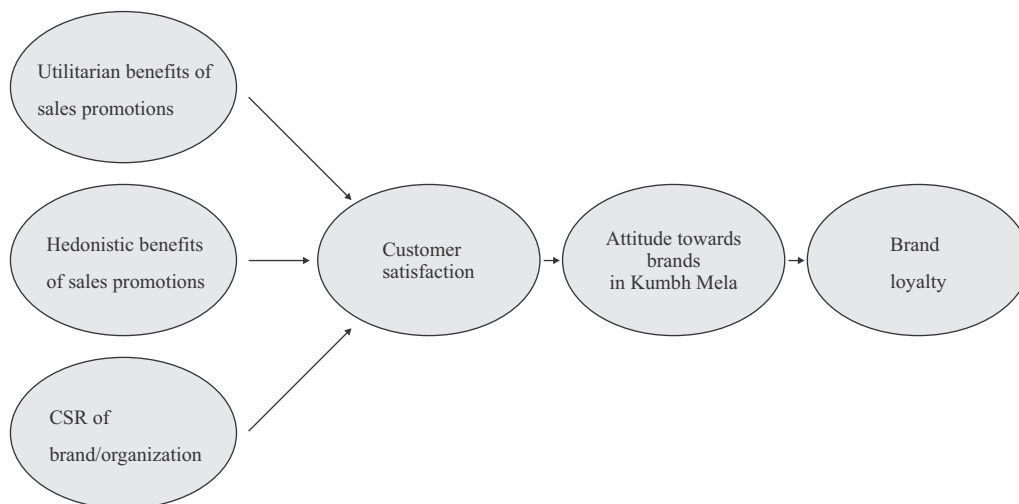 Utilitarian benefits of
sales promotions
Hedonistic benefits
of sales promotions
CSR of
brand/organization
Customer
satisfaction
Attitude towards
brands
in Kumbh Mela
Brand
loyalty